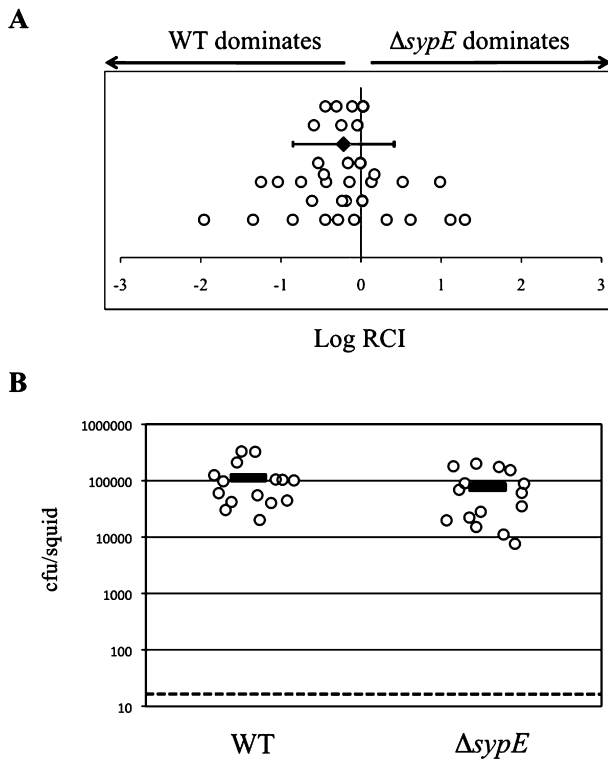 A
WT dominates ΔsypE dominates
-3 -2 -1 0 1 2 3
Log RCI
B
1000000
100000
10000
1000
100
10
cfu/squid
WT ΔsypE